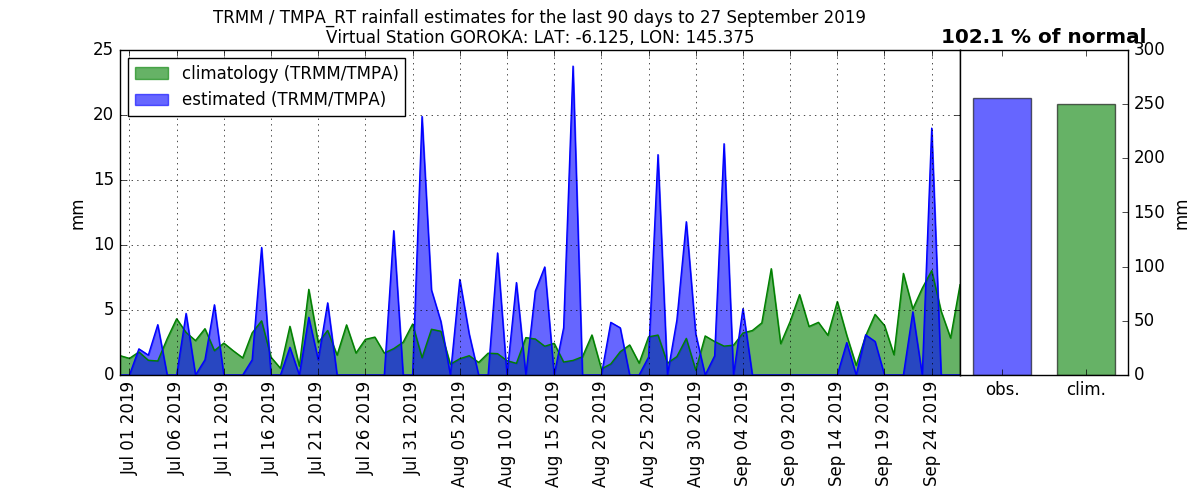 TRMM / TMPA_RT rainfall estimates for the last 90 days to 27 September 2019
Virtual Station GOROKA: LAT: -6.125, LON: 145.375
102.1 % of normal
climatology (TRMM/TMPA)
estimated (TRMM/TMPA)
25
20
15
10
5
0
mm
300
250
200
150
100
50
0
mm
Jul 01 2019
Jul 06 2019
Jul 11 2019
Jul 16 2019
Jul 21 2019
Jul 26 2019
Jul 31 2019
Aug 05 2019
Aug 10 2019
Aug 15 2019
Aug 20 2019
Aug 25 2019
Aug 30 2019
Sep 04 2019
Sep 09 2019
Sep 14 2019
Sep 19 2019
Sep 24 2019
obs.
clim.